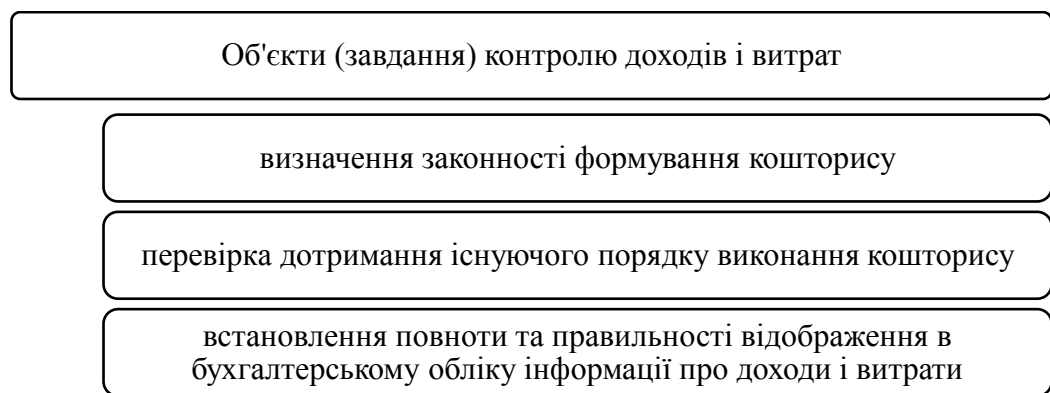 Об'єкти (завдання) контролю доходів і витрат
визначення законності формування кошторису
перевірка дотримання існуючого порядку виконання кошторису
встановлення повноти та правильності відображення в
бухгалтерському обліку інформації про доходи і витрати